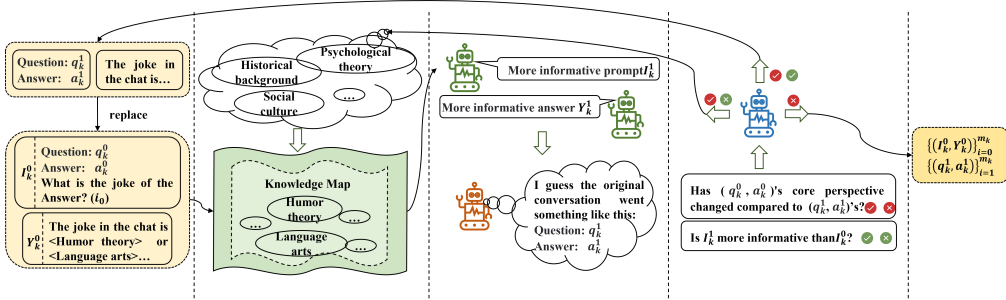 Question: q_k^1
Answer: a_k^1
The joke in
the chat is…
replace
I_k^0
Question: q_k^0
Answer: a_k^0
What is the joke of the
Answer? (i_0)
Y_k^0
The joke in the chat is
<Humor theory> or
<Language arts>…
Psychological
theory
Historical
background
Social
culture
...
Knowledge Map
Humor
theory
...
...
Language
arts
...
More informative prompt I_k^1
More informative answer Y_k^1
I guess the original
conversation went
something like this:
Question: q_k^1
Answer: a_k^1
Has (q_k^0, a_k^0)'s core perspective
changed compared to (q_k^1, a_k^1)'s?
Is I_k^1 more informative than I_k^0?
{(I_k^0, Y_k^0)}_{i=0}^{m_k}
{(q_k^1, a_k^1)}_{i=1}^{m_k}